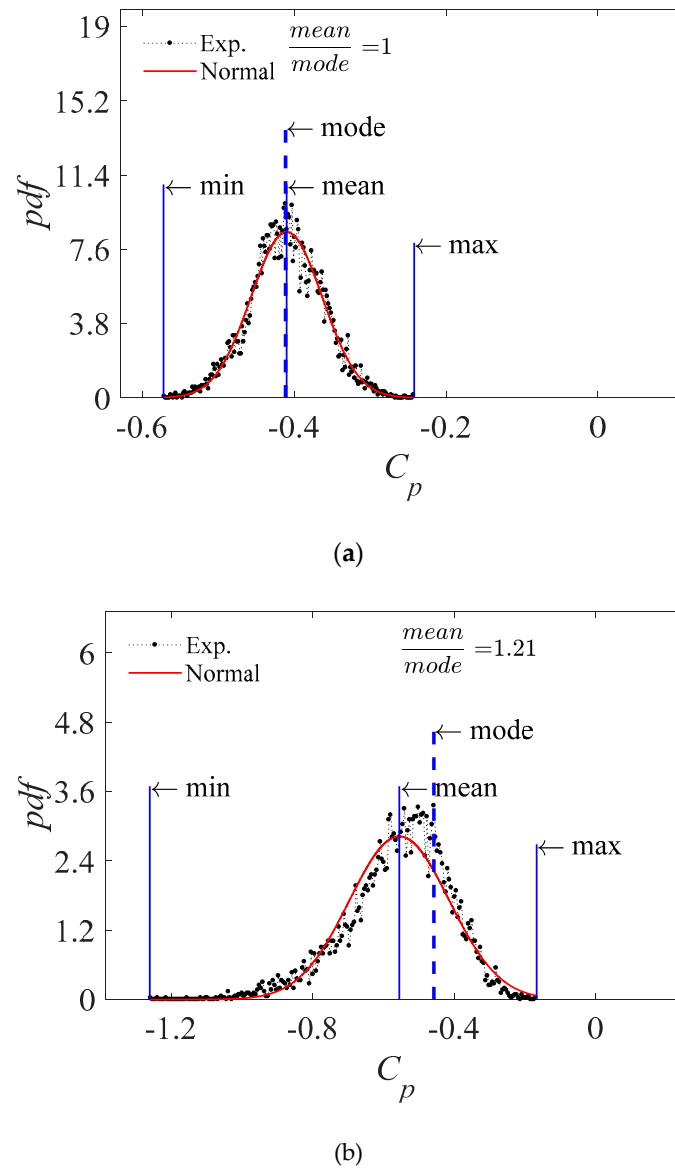 19
15.2
11.4
7.6
3.8
0
pdf
Exp.
Normal
mean/mode =1
mode
min
mean
max
-0.6
-0.4
-0.2
0
C_p
(a)
6
4.8
3.6
2.4
1.2
0
pdf
Exp.
Normal
mean/mode =1.21
mode
min
mean
max
-1.2
-0.8
-0.4
0
C_p
(b)